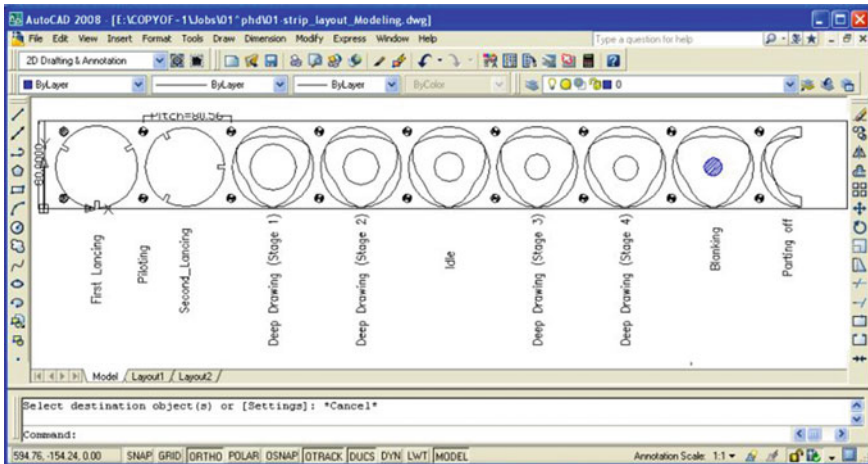 AutoCAD 2008 - [E:\COPYOF~1\Jobs\01^phd\01-strip_layout_Modeling.dwg]
File Edit View Insert Format Tools Draw Dimension Modify Express Window Help
Type a question for help
2D Drafting & Annotation
ByLayer
ByLayer
ByLayer
ByColor
0
Pitch=80.56
First Lancing
Piloting
Second_Lancing
Deep Drawing (Stage 1)
Deep Drawing (Stage 2)
Idle
Deep Drawing (Stage 3)
Deep Drawing (Stage 4)
Blanking
Parting off
Model / Layout1 / Layout2 /
Select destination object(s) or [Settings]: *Cancel*
Command:
594.76, -154.24, 0.00 SNAP GRID ORTHO POLAR OSNAP OTRACK DUCS DYN LWT MODEL Annotation Scale: 1:1